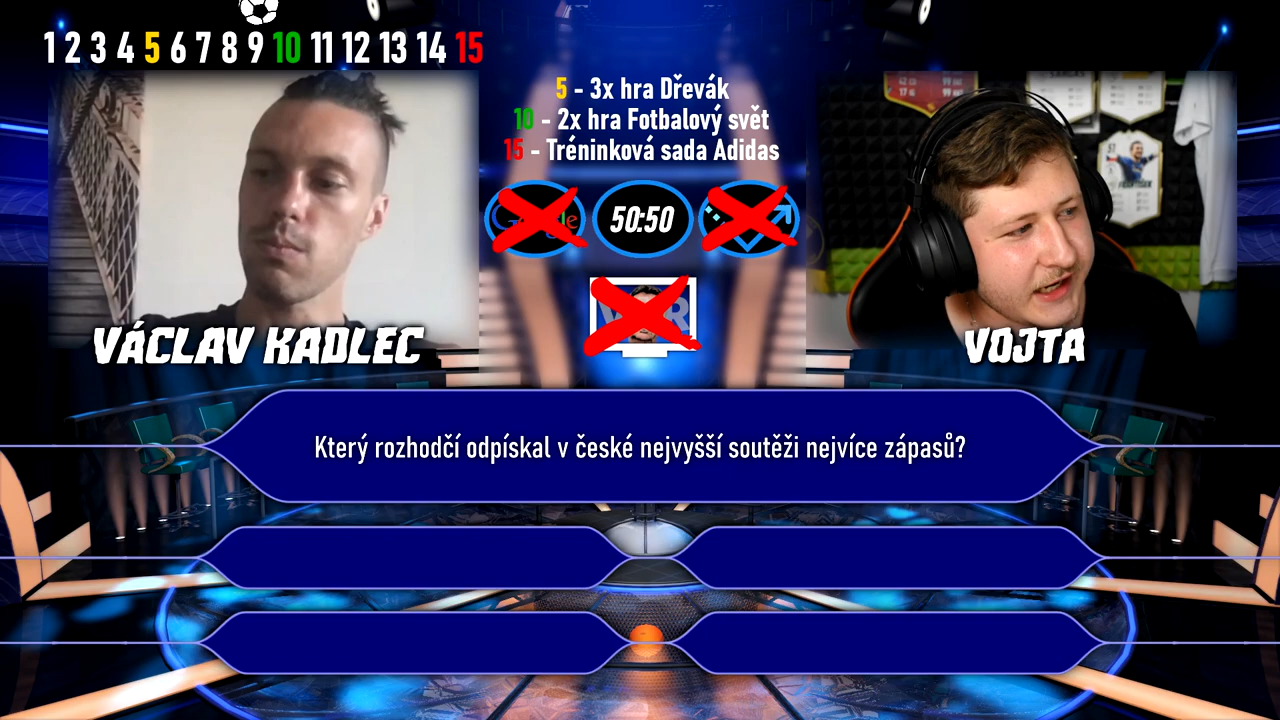 1 2 3 4 5 6 7 8 9 10 11 12 13 14 15
5 - 3x hra Dřevák
10 - 2x hra Fotbalový svět
15 - Tréninková sada Adidas
Google
50:50
VÁCLAV KADLEC
VOJTA
Který rozhodčí odpískal v české nejvyšší soutěži nejvíce zápasů?